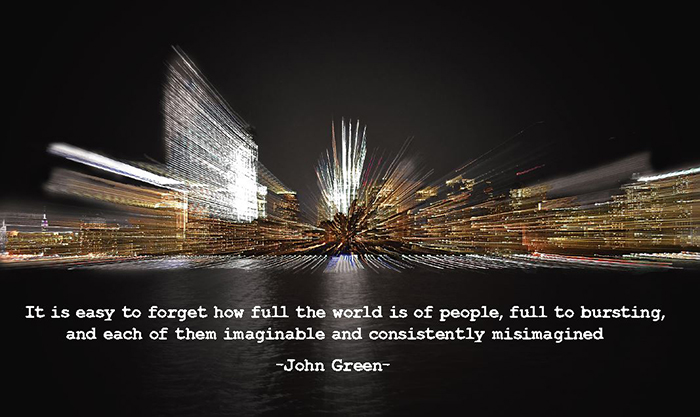 It is easy to forget how full the world is of people, full to bursting,
and each of them imaginable and consistently misimagined
~John Green~